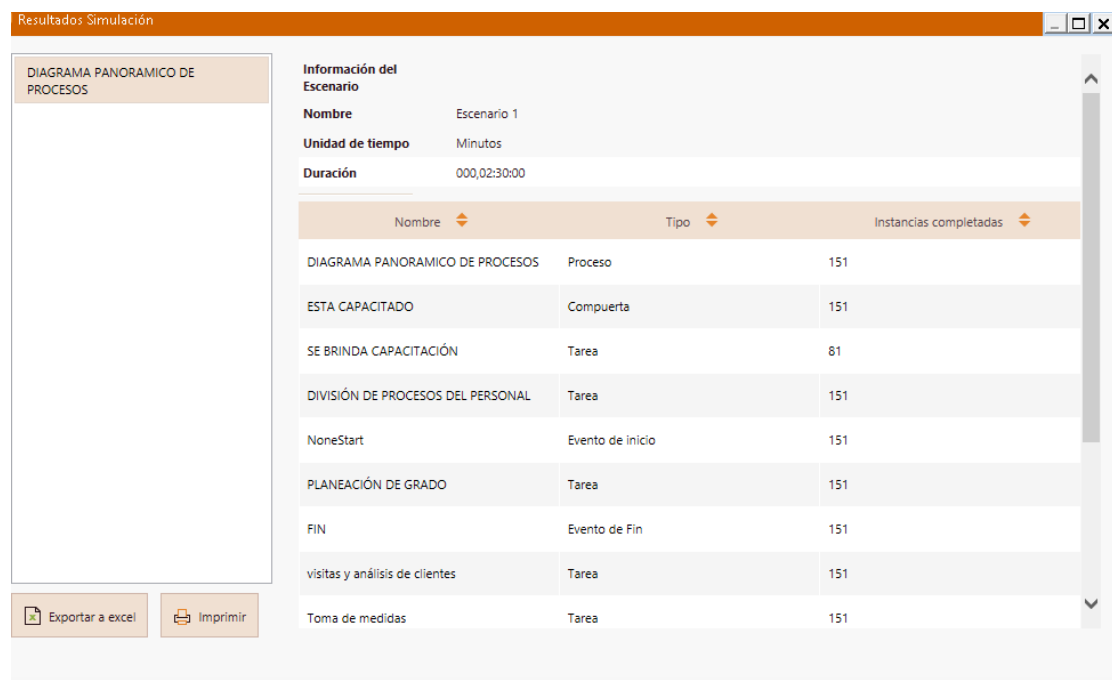 Resultados Simulación
DIAGRAMA PANORAMICO DE
PROCESOS
Información del
Escenario
Nombre Escenario 1
Unidad de tiempo Minutos
Duración 000,02:30:00
Nombre Tipo Instancias completadas
DIAGRAMA PANORAMICO DE PROCESOS Proceso 151
ESTA CAPACITADO Compuerta 151
SE BRINDA CAPACITACIÓN Tarea 81
DIVISIÓN DE PROCESOS DEL PERSONAL Tarea 151
NoneStart Evento de inicio 151
PLANEACIÓN DE GRADO Tarea 151
FIN Evento de Fin 151
visitas y análisis de clientes Tarea 151
Toma de medidas Tarea 151
Exportar a excel Imprimir